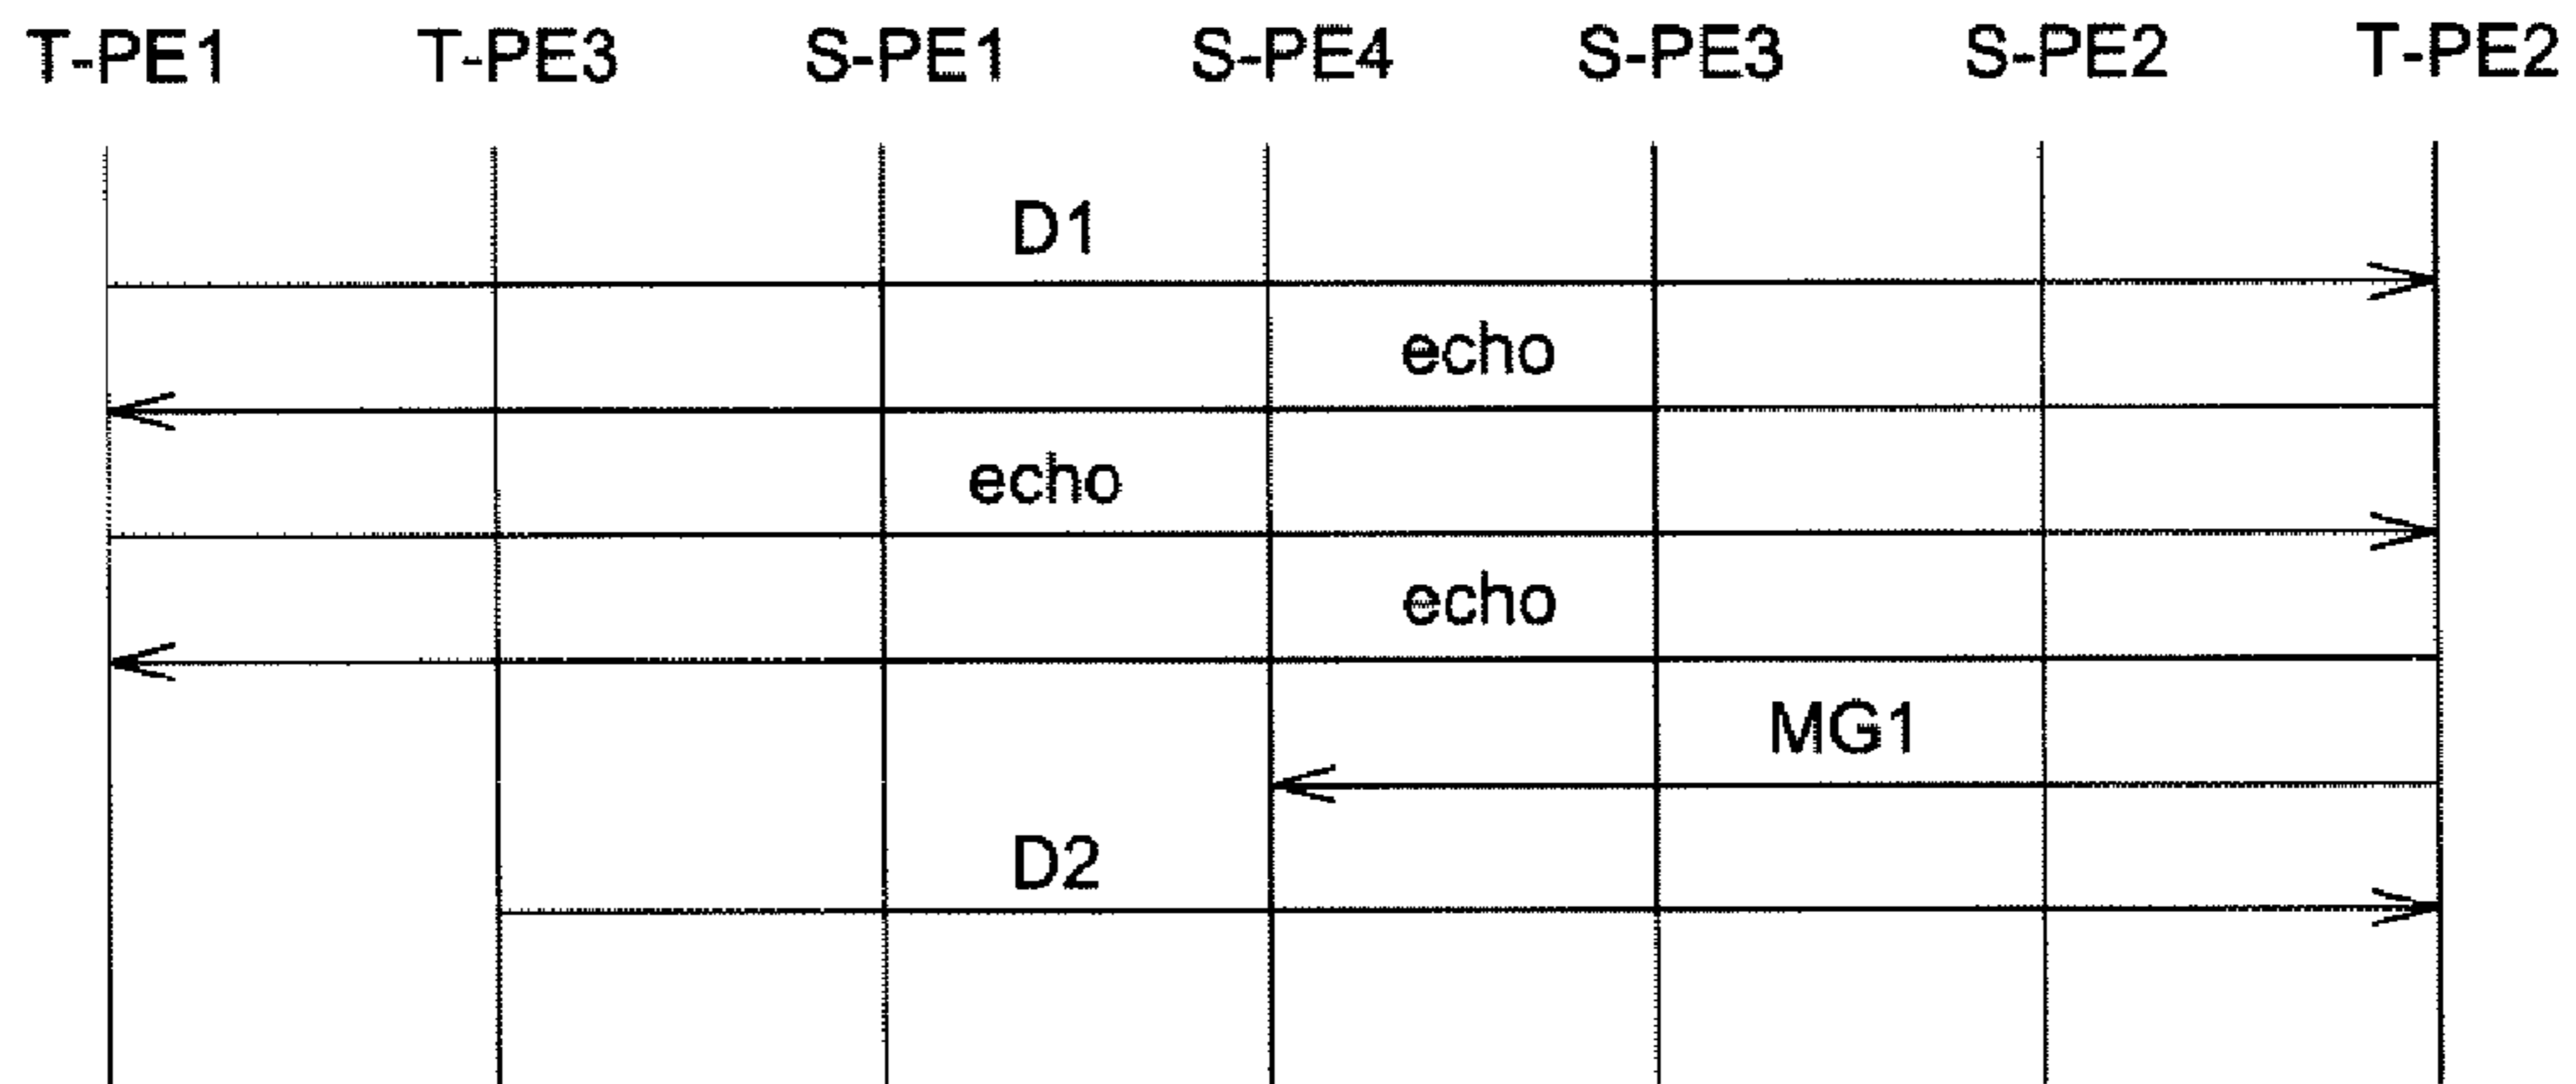 T-PE1 T-PE3 S-PE1 S-PE4 S-PE3 S-PE2 T-PE2
D1
echo
echo
echo
MG1
D2